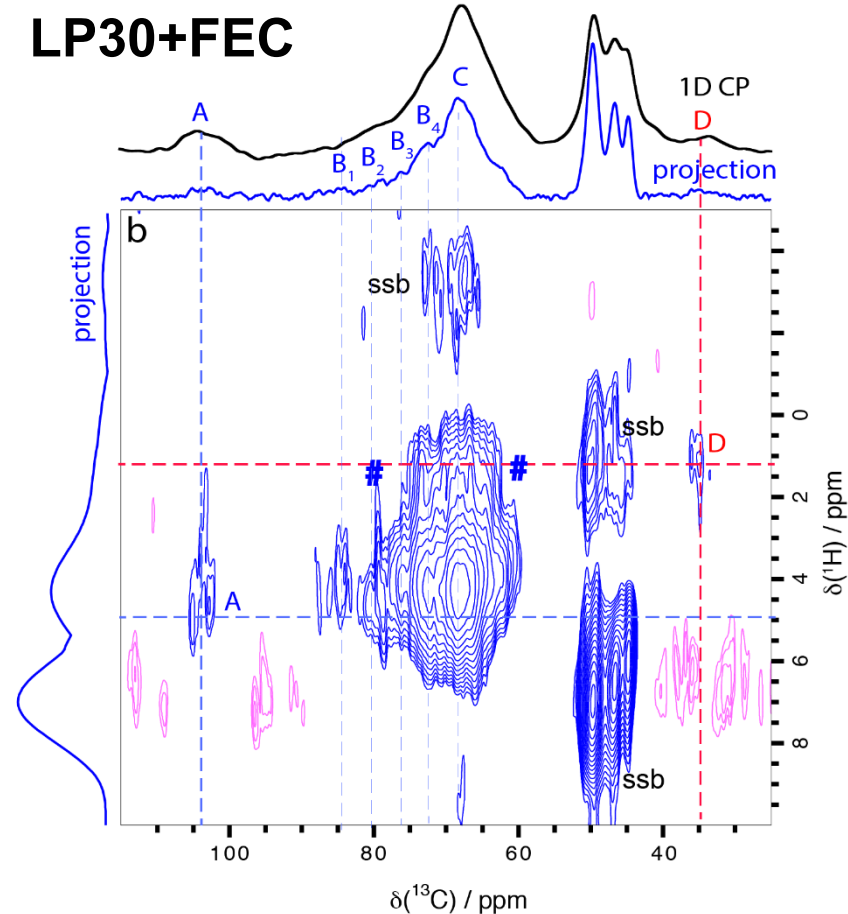 LP30+FEC
1D CP
A
B₁
B₂
B₃
B₄
C
D
projection
projection
b
ssb
ssb
D
#
#
A
ssb
0
2
4
6
8
δ(¹H) / ppm
100
80
60
40
δ(¹³C) / ppm